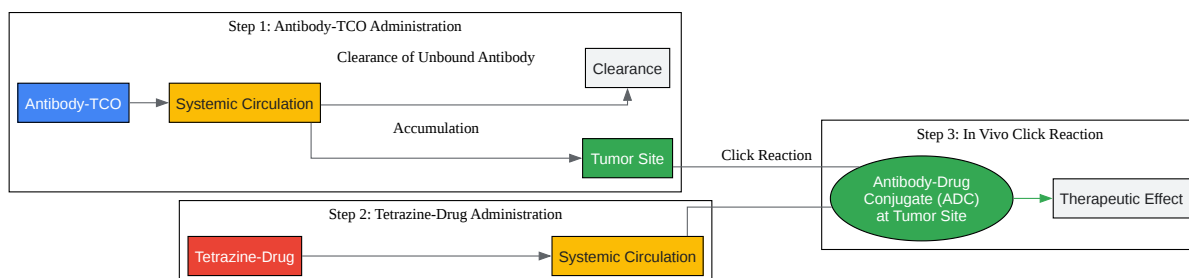 Step 1: Antibody-TCO Administration
Clearance of Unbound Antibody
Clearance
Antibody-TCO
Systemic Circulation
Accumulation
Tumor Site
Click Reaction
Step 2: Tetrazine-Drug Administration
Tetrazine-Drug
Systemic Circulation
Step 3: In Vivo Click Reaction
Antibody-Drug
Conjugate (ADC)
at Tumor Site
Therapeutic Effect